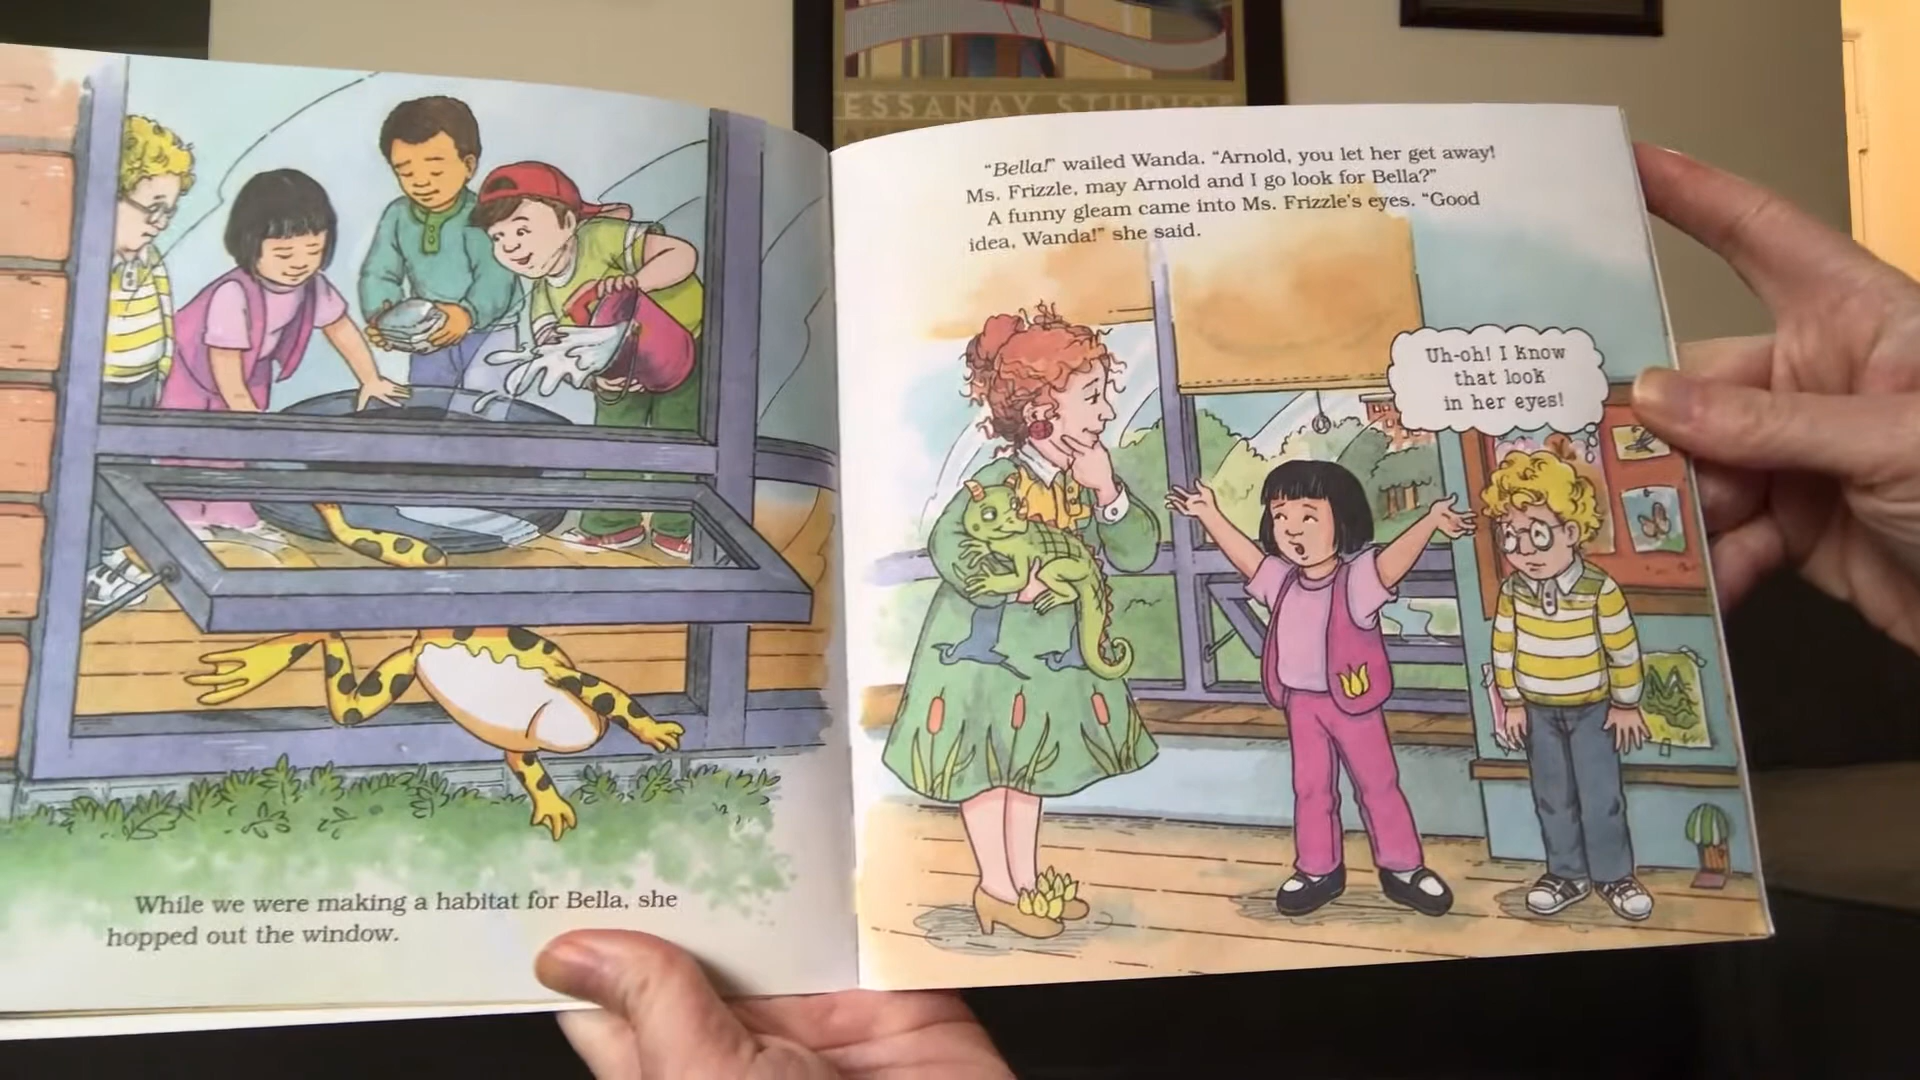 ESSANAY STUDIOS
While we were making a habitat for Bella, she
hopped out the window.
“Bella!” wailed Wanda. “Arnold, you let her get away!
Ms. Frizzle, may Arnold and I go look for Bella?”
A funny gleam came into Ms. Frizzle's eyes. “Good
idea, Wanda!” she said.
Uh-oh! I know
that look
in her eyes!